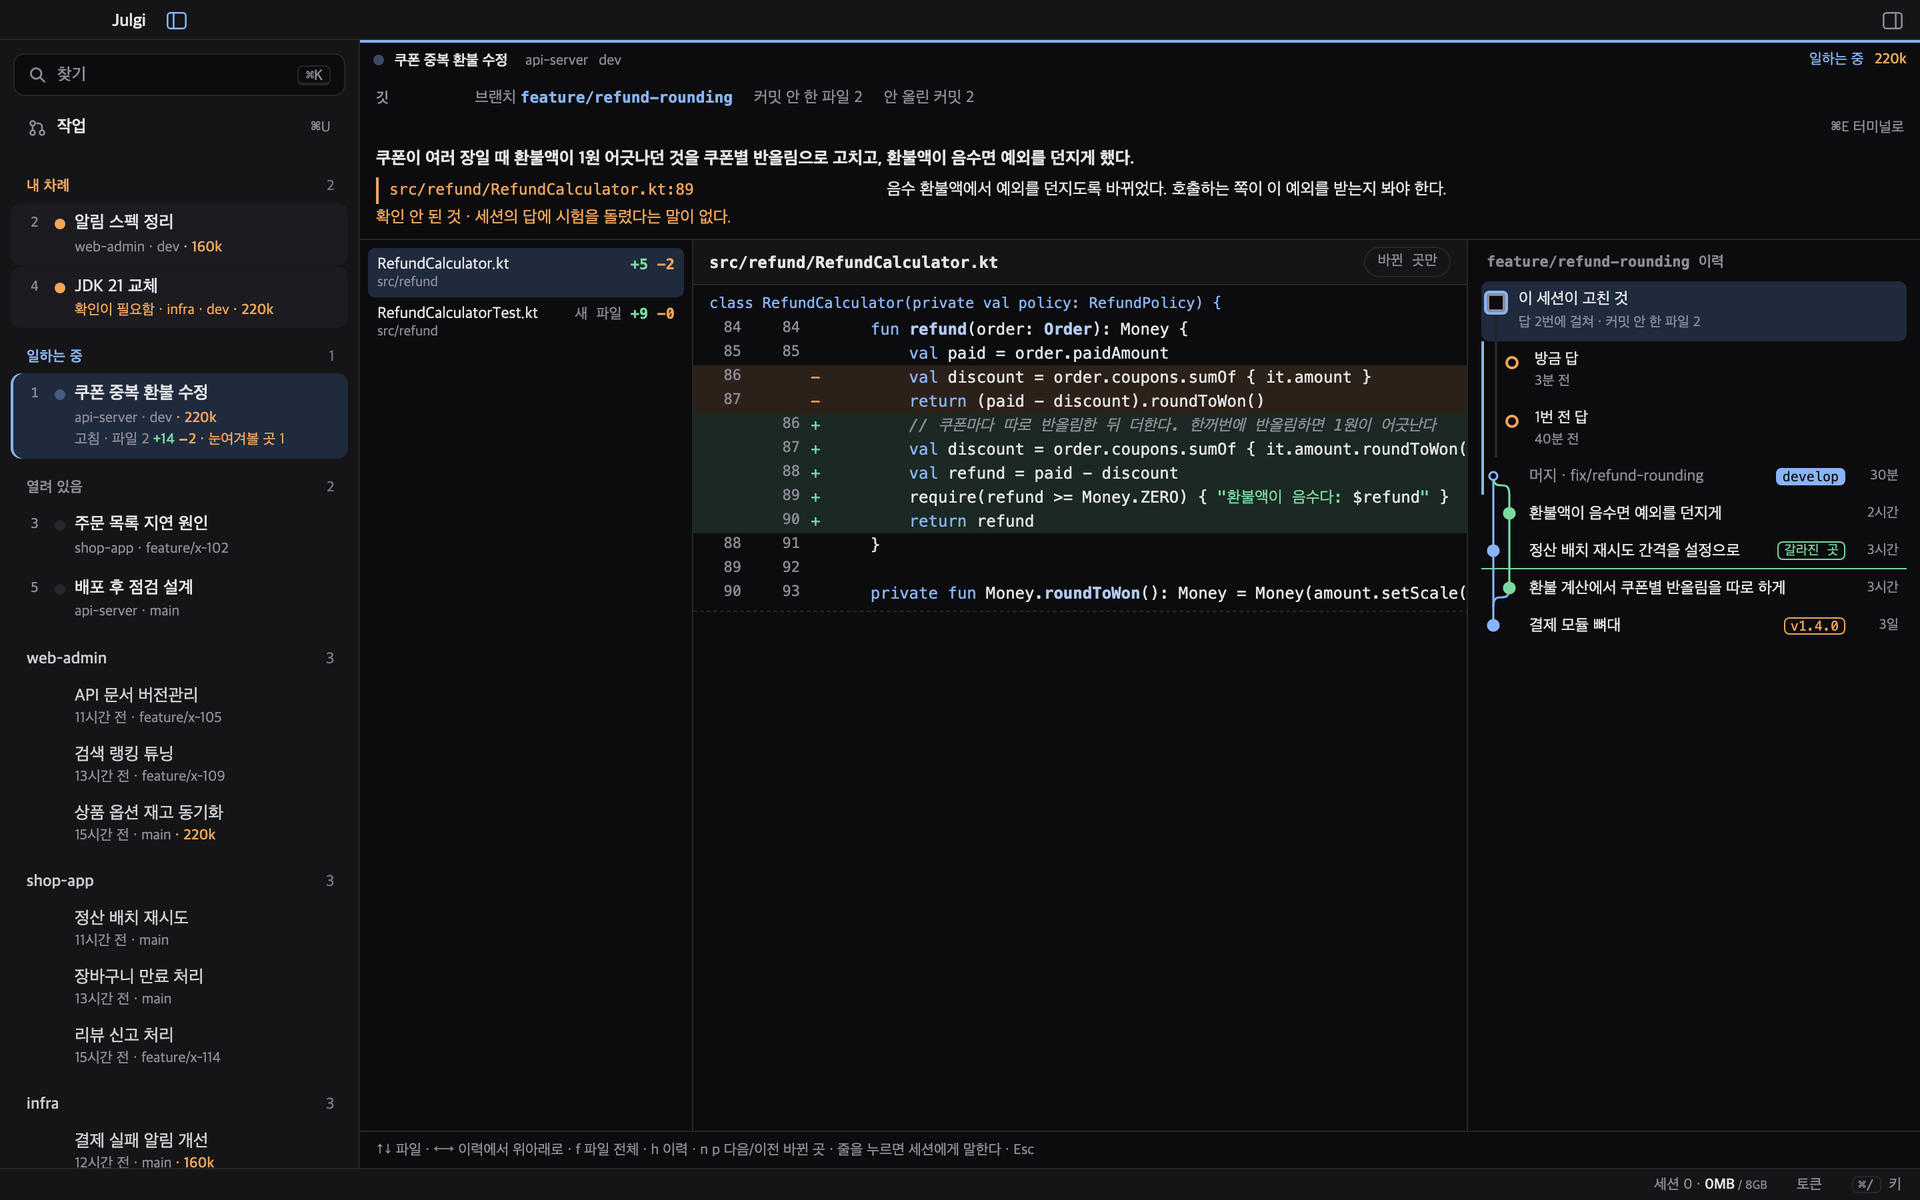 Julgi
찾기 ⌘K
작업 ⌘U
내 차례 2
2 알림 스펙 정리
web-admin · dev · 160k
4 JDK 21 교체
확인이 필요함 · infra · dev · 220k
일하는 중 1
1 쿠폰 중복 환불 수정
api-server · dev · 220k
고침 · 파일 2 +14 −2 · 눈여겨볼 곳 1
열려 있음 2
3 주문 목록 지연 원인
shop-app · feature/x-102
5 배포 후 점검 설계
api-server · main
web-admin 3
API 문서 버전관리
11시간 전 · feature/x-105
검색 랭킹 튜닝
13시간 전 · feature/x-109
상품 옵션 재고 동기화
15시간 전 · main · 220k
shop-app 3
정산 배치 재시도
11시간 전 · main
장바구니 만료 처리
13시간 전 · main
리뷰 신고 처리
15시간 전 · feature/x-114
infra 3
결제 실패 알림 개선
12시간 전 · main · 160k
쿠폰 중복 환불 수정 api-server dev 일하는 중 220k
깃 브랜치 feature/refund-rounding 커밋 안 한 파일 2 안 올린 커밋 2
⌘E 터미널로
쿠폰이 여러 장일 때 환불액이 1원 어긋나던 것을 쿠폰별 반올림으로 고치고, 환불액이 음수면 예외를 던지게 했다.
src/refund/RefundCalculator.kt:89 음수 환불액에서 예외를 던지도록 바뀌었다. 호출하는 쪽이 이 예외를 받는지 봐야 한다.
확인 안 된 것 · 세션의 답에 시험을 돌렸다는 말이 없다.
RefundCalculator.kt +5 −2
src/refund
RefundCalculatorTest.kt 새 파일 +9 −0
src/refund
src/refund/RefundCalculator.kt 바뀐 곳만
class RefundCalculator(private val policy: RefundPolicy) {
84 84 fun refund(order: Order): Money {
85 85 val paid = order.paidAmount
86 − val discount = order.coupons.sumOf { it.amount }
87 − return (paid − discount).roundToWon()
86 + // 쿠폰마다 따로 반올림한 뒤 더한다. 한꺼번에 반올림하면 1원이 어긋난다
87 + val discount = order.coupons.sumOf { it.amount.roundToWon(
88 + val refund = paid − discount
89 + require(refund >= Money.ZERO) { "환불액이 음수다: $refund" }
90 + return refund
88 91 }
89 92
90 93 private fun Money.roundToWon(): Money = Money(amount.setScale(
feature/refund-rounding 이력
이 세션이 고친 것
답 2번에 걸쳐 · 커밋 안 한 파일 2
방금 답
3분 전
1번 전 답
40분 전
머지 · fix/refund-rounding develop 30분
환불액이 음수면 예외를 던지게 2시간
정산 배치 재시도 간격을 설정으로 갈라진 곳 3시간
환불 계산에서 쿠폰별 반올림을 따로 하게 3시간
결제 모듈 뼈대 v1.4.0 3일
↑↓ 파일 · ←→ 이력에서 위아래로 · f 파일 전체 · h 이력 · n p 다음/이전 바뀐 곳 · 줄을 누르면 세션에게 말한다 · Esc
세션 0 · 0MB / 8GB 토큰 ⌘/ 키